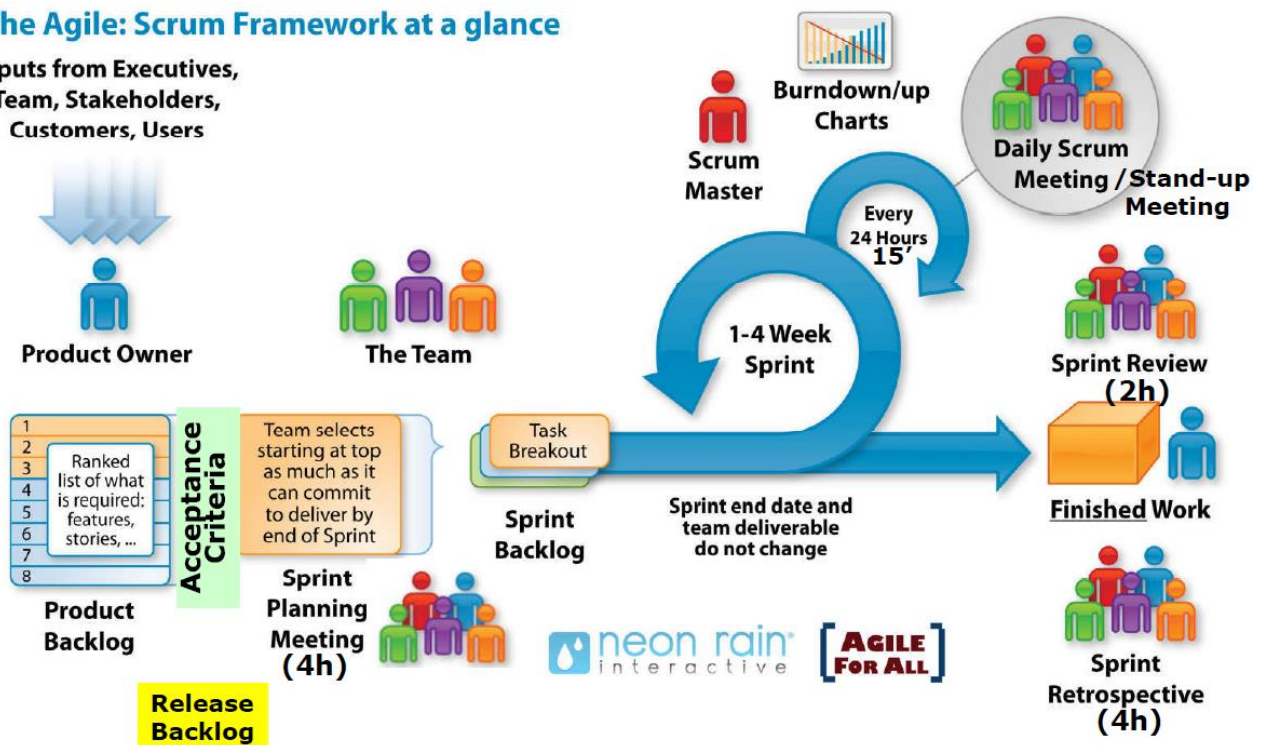 he Agile: Scrum Framework at a glance
puts from Executives,
Team, Stakeholders,
Customers, Users
Product Owner
The Team
Scrum
Master
Burndown/up
Charts
Daily Scrum
Meeting /Stand-up
Meeting
Every
24 Hours
15’
1-4 Week
Sprint
Sprint Review
(2h)
1
2
3
4
5
6
7
8
Ranked
list of what
is required:
features,
stories, ...
Product
Backlog
Acceptance
Criteria
Team selects
starting at top
as much as it
can commit
to deliver by
end of Sprint
Sprint
Planning
Meeting
(4h)
Task
Breakout
Sprint
Backlog
Sprint end date and
team deliverable
do not change
Finished Work
Sprint
Retrospective
(4h)
neon rain
interactive
[AGILE
FOR ALL]
Release
Backlog